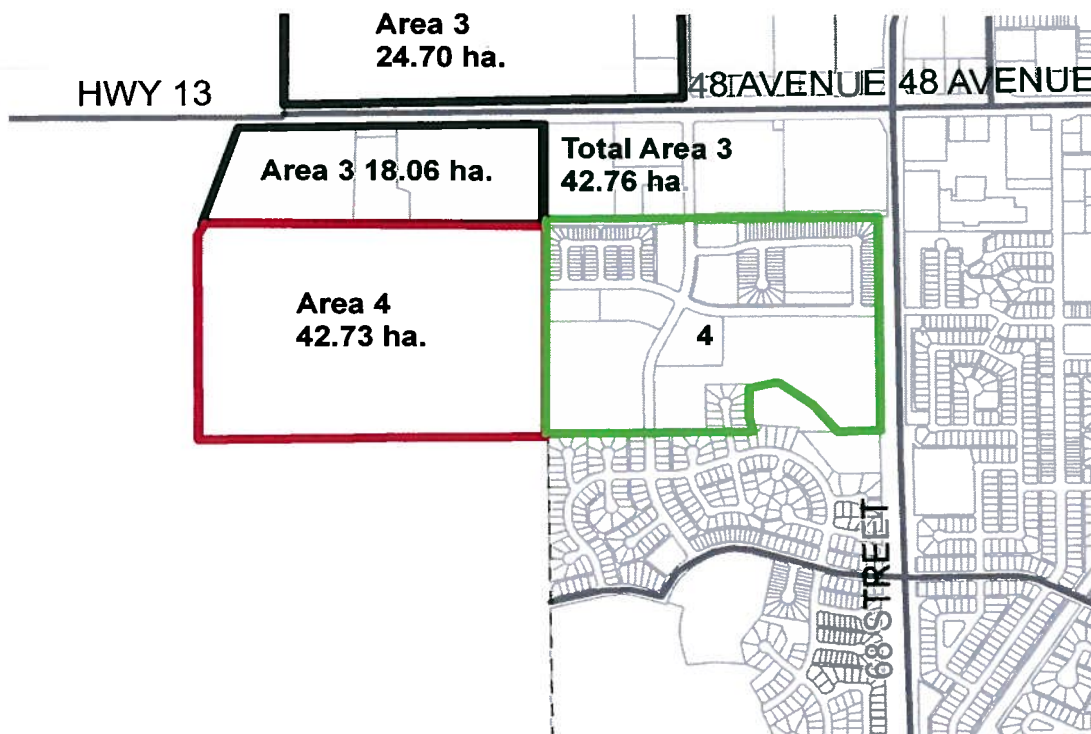 Area 3
24.70 ha.
HWY 13
48 AVENUE 48 AVENUE
Area 3 18.06 ha.
Total Area 3
42.76 ha
Area 4
42.73 ha.
4
68 STREET